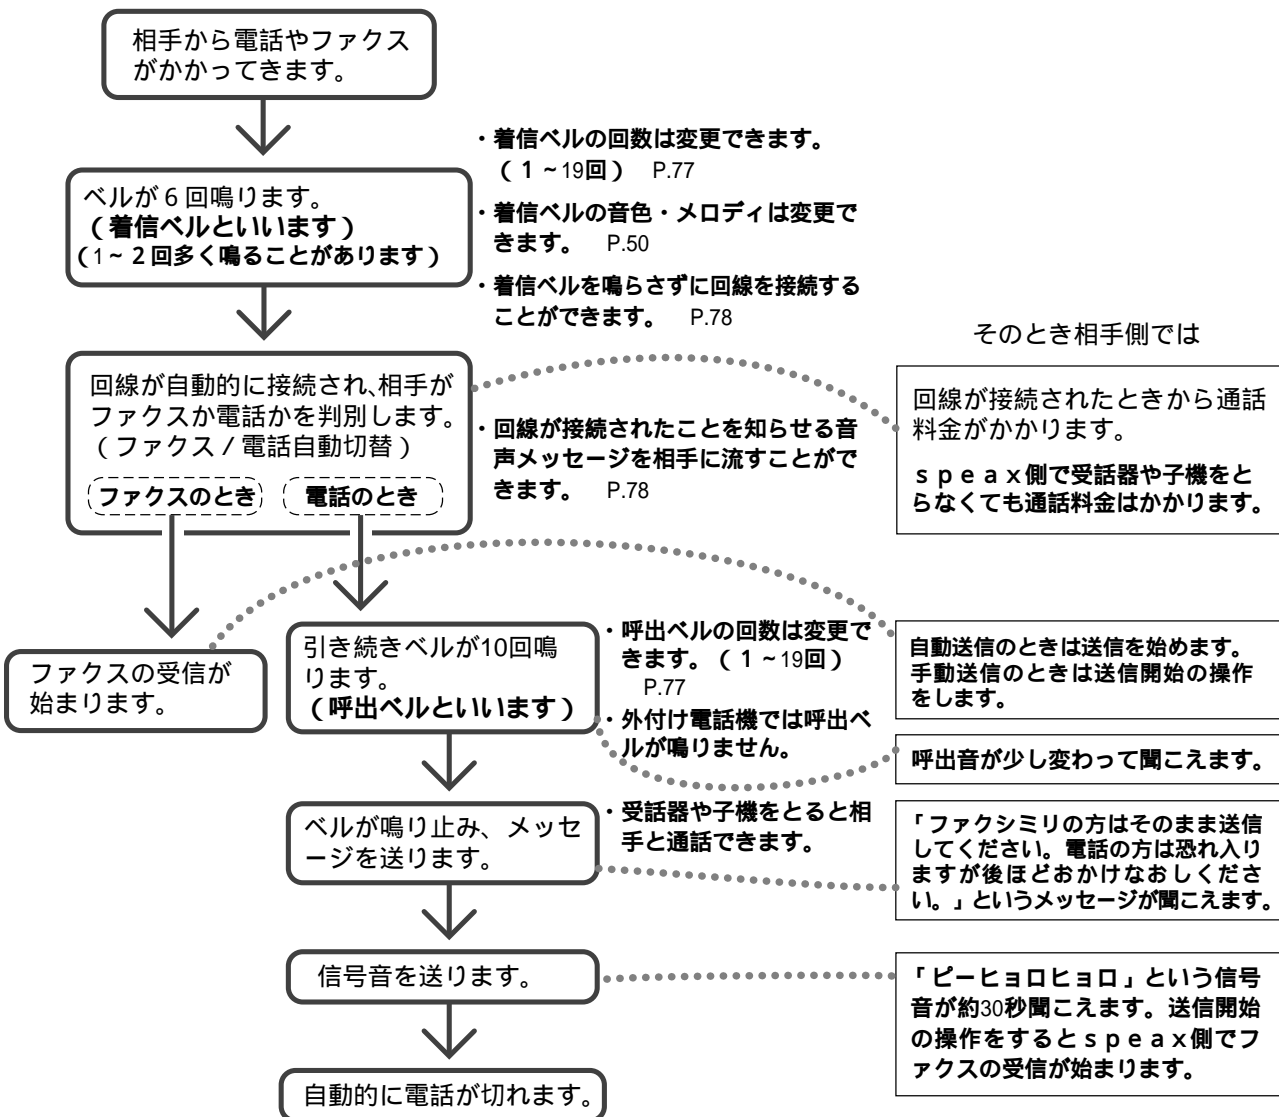 相手から電話やファクス
がかかってきます。
ベルが6回鳴ります。
(着信ベルといいます)
(1~2回多く鳴ることがあります)
・着信ベルの回数は変更できます。
(1~19回) P.77
・着信ベルの音色・メロディは変更で
きます。 P.50
・着信ベルを鳴らさずに回線を接続する
ことができます。 P.78
回線が自動的に接続され、相手が
ファクスか電話かを判別します。
(ファクス/電話自動切替)
ファクスのとき 電話のとき
・回線が接続されたことを知らせる音
声メッセージを相手に流すことがで
きます。 P.78
そのとき相手側では
回線が接続されたときから通話
料金がかかります。
speax側で受話器や子機をと
らなくても通話料金はかかります。
ファクスの受信が
始まります。
引き続きベルが10回鳴
ります。
(呼出ベルといいます)
・呼出ベルの回数は変更で
きます。(1~19回)
P.77
・外付け電話機では呼出ベ
ルが鳴りません。
自動送信のときは送信を始めます。
手動送信のときは送信開始の操作
をします。
呼出音が少し変わって聞こえます。
ベルが鳴り止み、メッセ
ージを送ります。
・受話器や子機をとると相
手と通話できます。
「ファクシミリの方はそのまま送信
してください。電話の方は恐れ入り
ますが後ほどおかけなおしくださ
い。」というメッセージが聞こえます。
信号音を送ります。
「ピーヒョロヒョロ」という信号
音が約30秒聞こえます。送信開始
の操作をするとspeax側でフ
ァクスの受信が始まります。
自動的に電話が切れます。